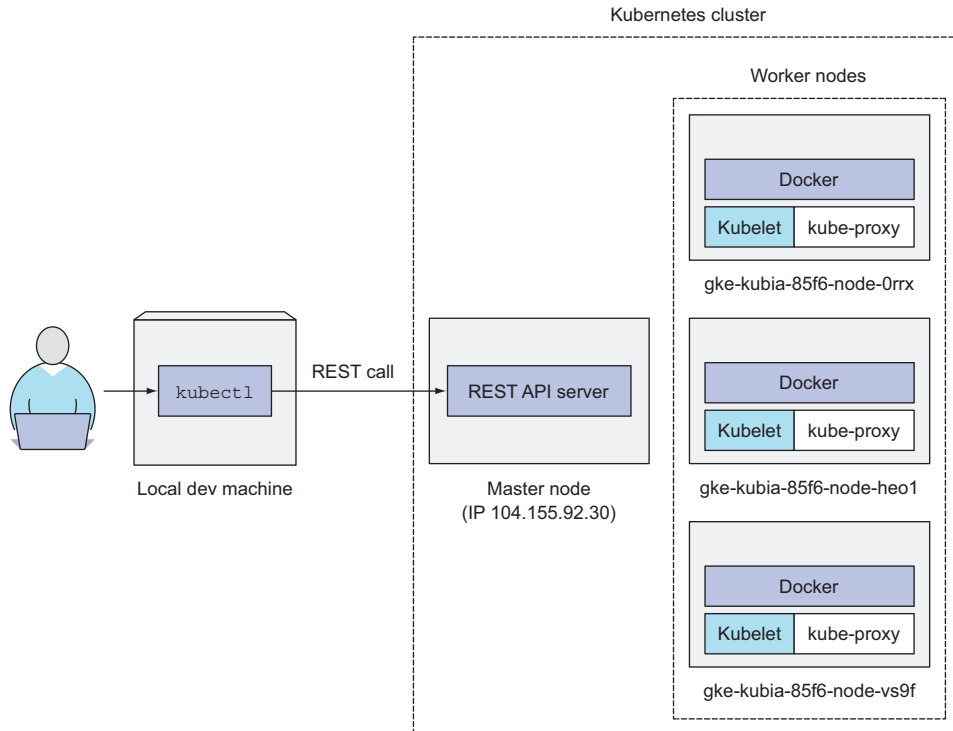 Kubernetes cluster
Worker nodes
Docker
Kubelet
kube-proxy
gke-kubia-85f6-node-0rrx
kubectl
Local dev machine
REST call
REST API server
Master node
(IP 104.155.92.30)
Docker
Kubelet
kube-proxy
gke-kubia-85f6-node-heo1
Docker
Kubelet
kube-proxy
gke-kubia-85f6-node-vs9f